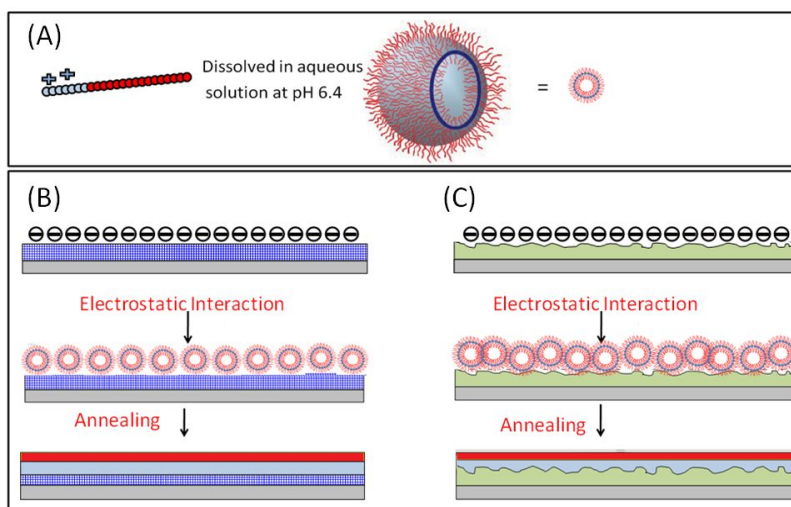 (A)
Dissolved in aqueous
solution at pH 6.4
=
(B)
(C)
Electrostatic Interaction
Annealing
Electrostatic Interaction
Annealing